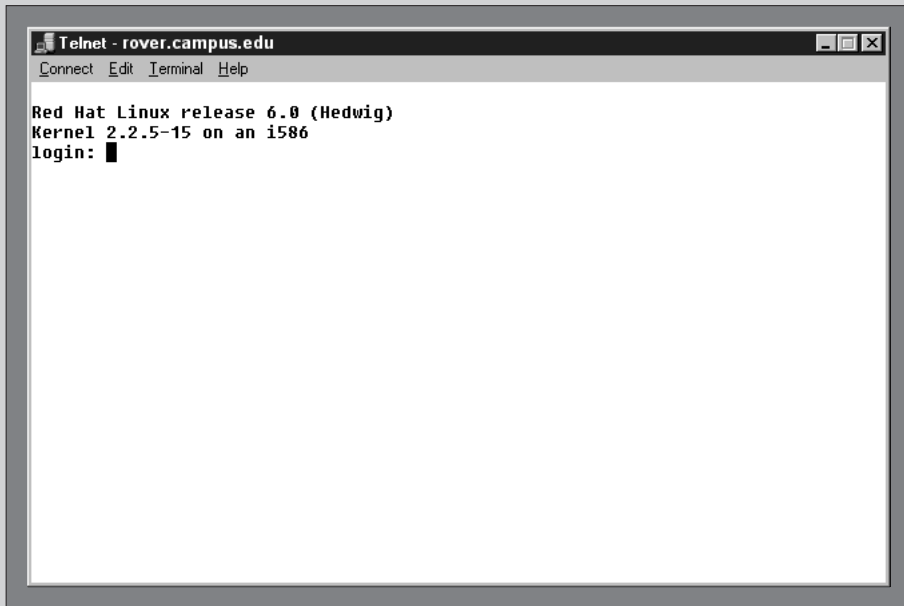 Telnet - rover.campus.edu
Connect Edit Terminal Help
Red Hat Linux release 6.0 (Hedwig)
Kernel 2.2.5-15 on an i586
login: